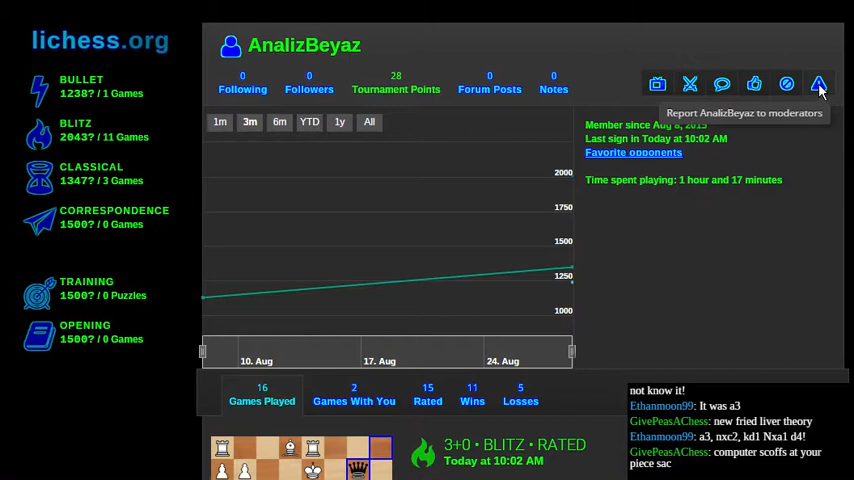 lichess.org
AnalizBeyaz
BULLET
1238? / 1 Games
BLITZ
2043? / 11 Games
CLASSICAL
1347? / 3 Games
CORRESPONDENCE
1500? / 0 Games
TRAINING
1500? / 0 Puzzles
OPENING
1500? / 0 Games
0 0 28 0 0
Following Followers Tournament Points Forum Posts Notes
Report AnalizBeyaz to moderators
1m 3m 6m YTD 1y All
Member since Aug 8, 2015
Last sign in Today at 10:02 AM
Favorite opponents
Time spent playing: 1 hour and 17 minutes
2000
1750
1500
1250
1000
10. Aug 17. Aug 24. Aug
16 2 15 11 5
Games Played Games With You Rated Wins Losses
3+0 • BLITZ • RATED
Today at 10:02 AM
not know it!
Ethanmoon99: It was a3
GivePeasAChess: new fried liver theory
Ethanmoon99: a3, nxc2, kd1 Nxa1 d4!
GivePeasAChess: computer scoffs at your
piece sac